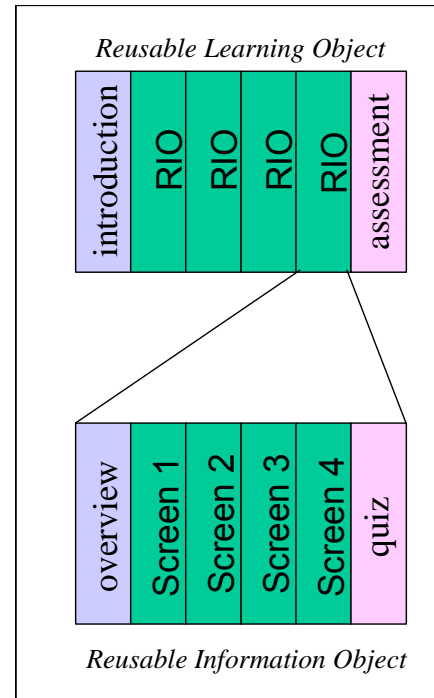 Reusable Learning Object
introduction
RIO
RIO
RIO
RIO
assessment
overview
Screen 1
Screen 2
Screen 3
Screen 4
quiz
Reusable Information Object